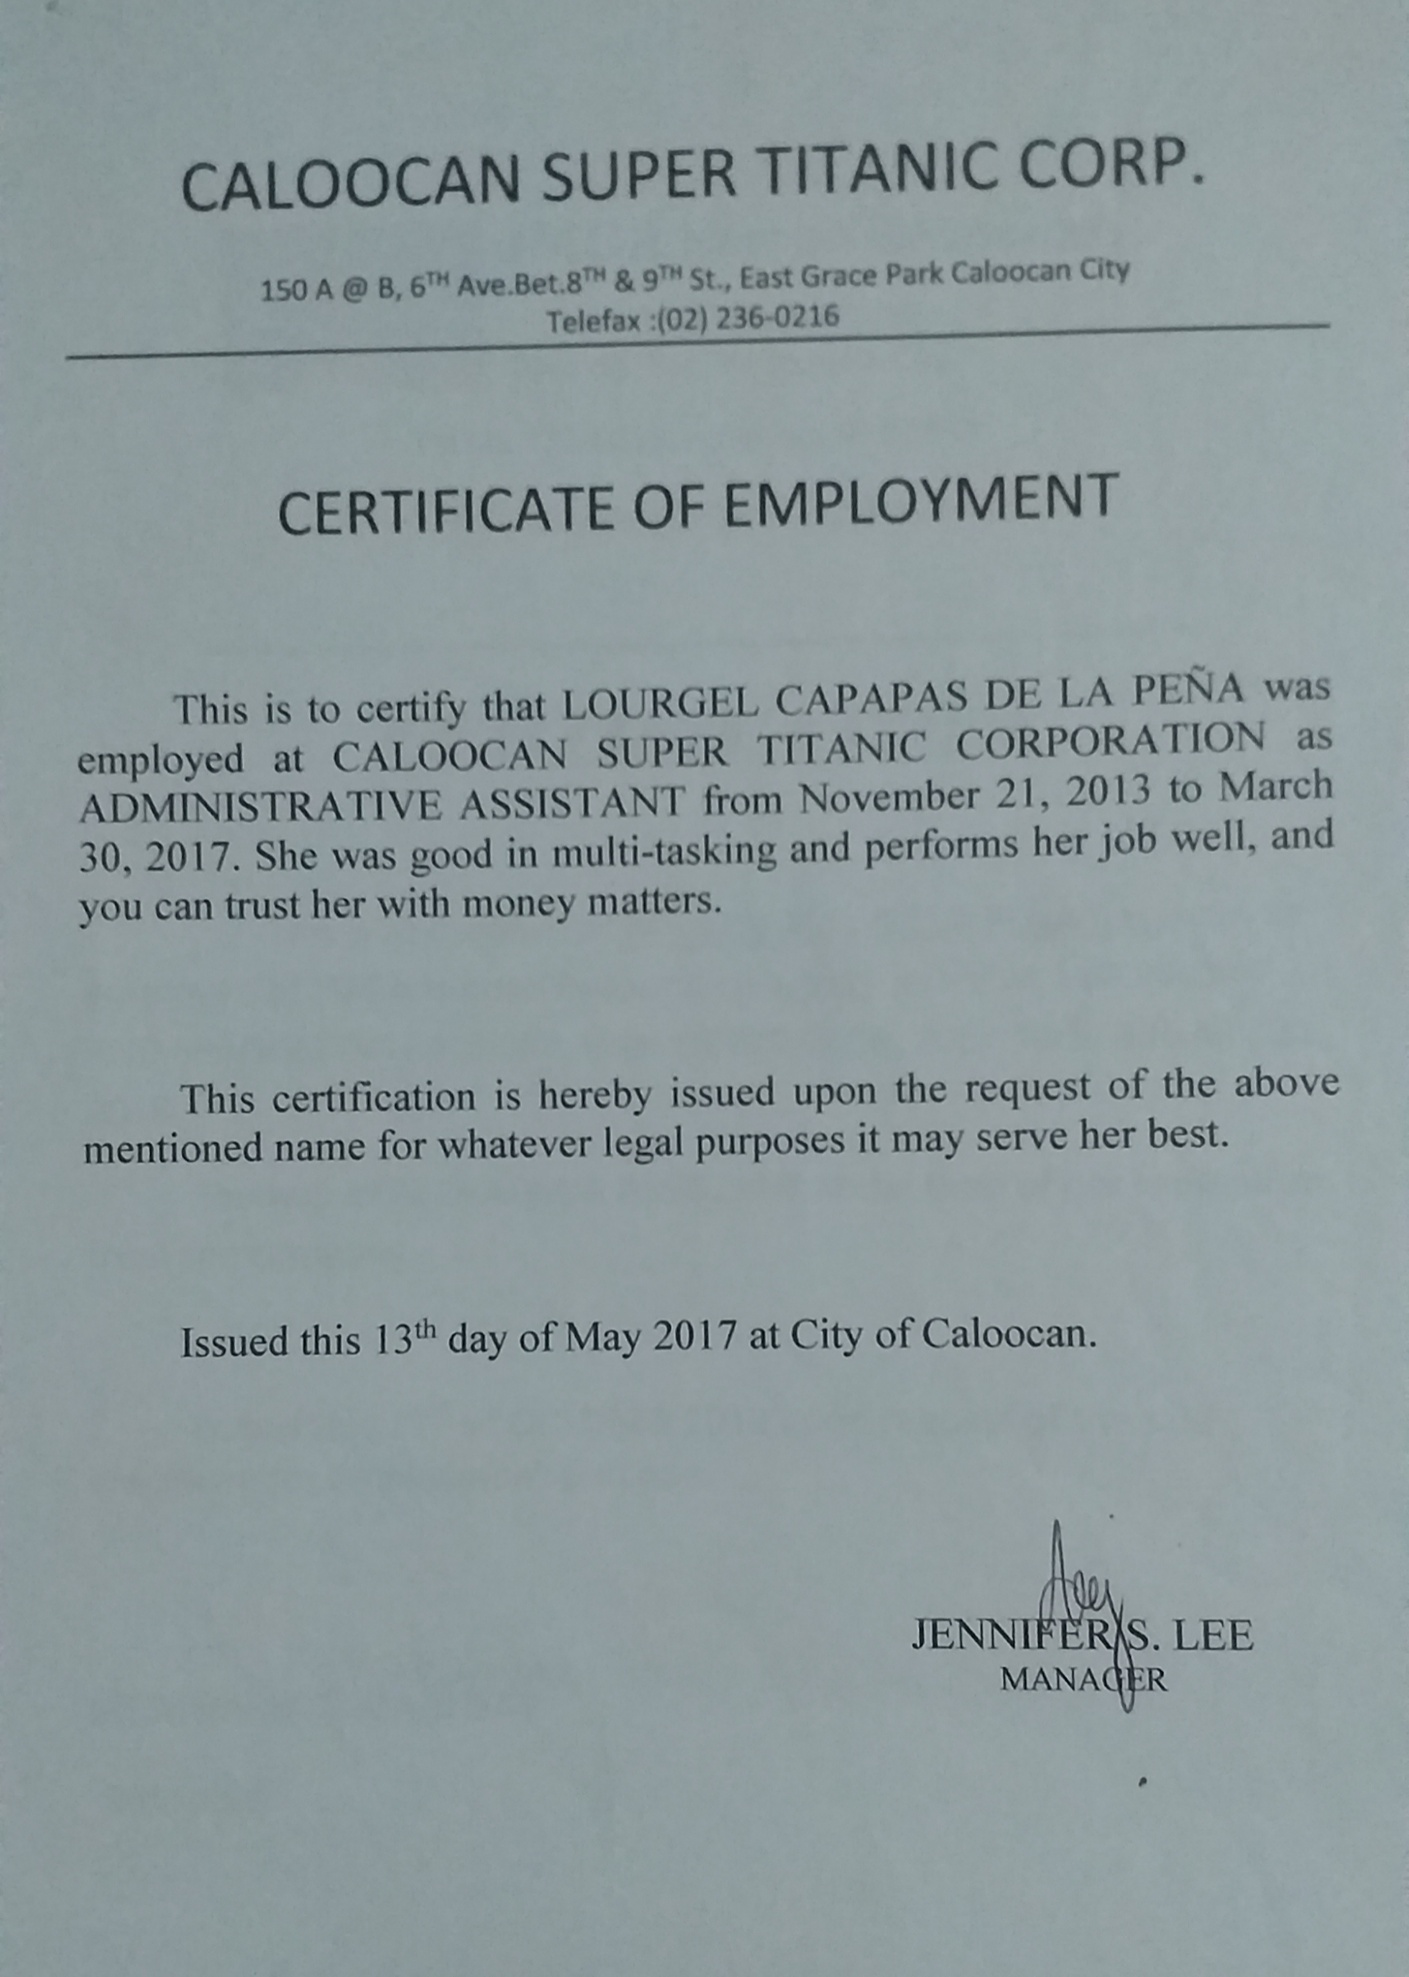 CALOOCAN SUPER TITANIC CORP.
150 A @ B, 6TH Ave.Bet.8TH & 9TH St., East Grace Park Caloocan City
Telefax :(02) 236-0216
CERTIFICATE OF EMPLOYMENT
This is to certify that LOURGEL CAPAPAS DE LA PEÑA was
employed at CALOOCAN SUPER TITANIC CORPORATION as
ADMINISTRATIVE ASSISTANT from November 21, 2013 to March
30, 2017. She was good in multi-tasking and performs her job well, and
you can trust her with money matters.
This certification is hereby issued upon the request of the above
mentioned name for whatever legal purposes it may serve her best.
Issued this 13th day of May 2017 at City of Caloocan.
JENNIFER S. LEE
MANAGER